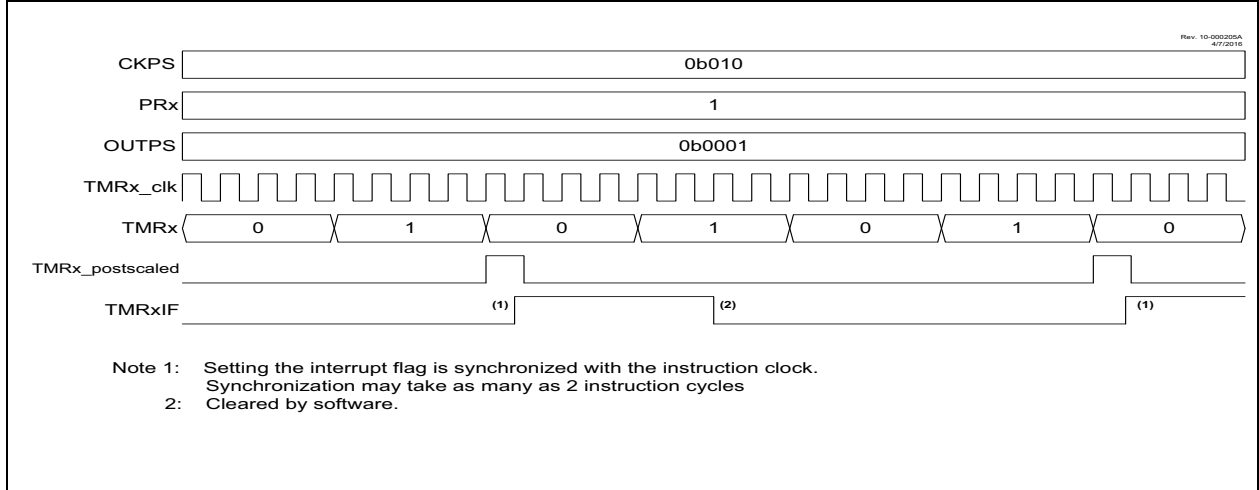 Rev. 10-000205A
4/7/2016
CKPS 0b010
PRx 1
OUTPS 0b0001
TMRx_clk
TMRx 0 1 0 1 0 1 0
TMRx_postscaled
TMRxIF (1) (2) (1)
Note 1: Setting the interrupt flag is synchronized with the instruction clock.
Synchronization may take as many as 2 instruction cycles
2: Cleared by software.